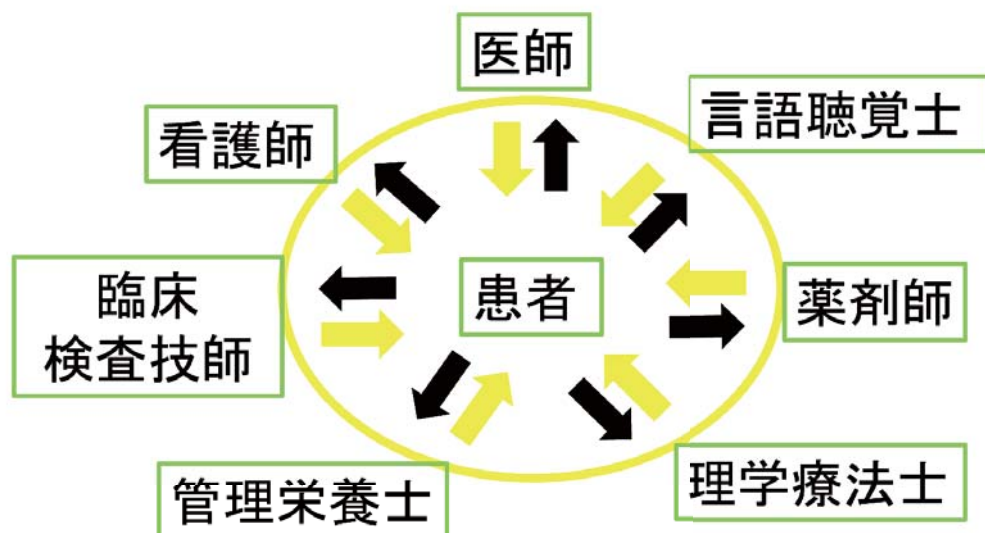 医師
言語聴覚士
看護師
臨床
検査技師
患者
薬剤師
管理栄養士
理学療法士